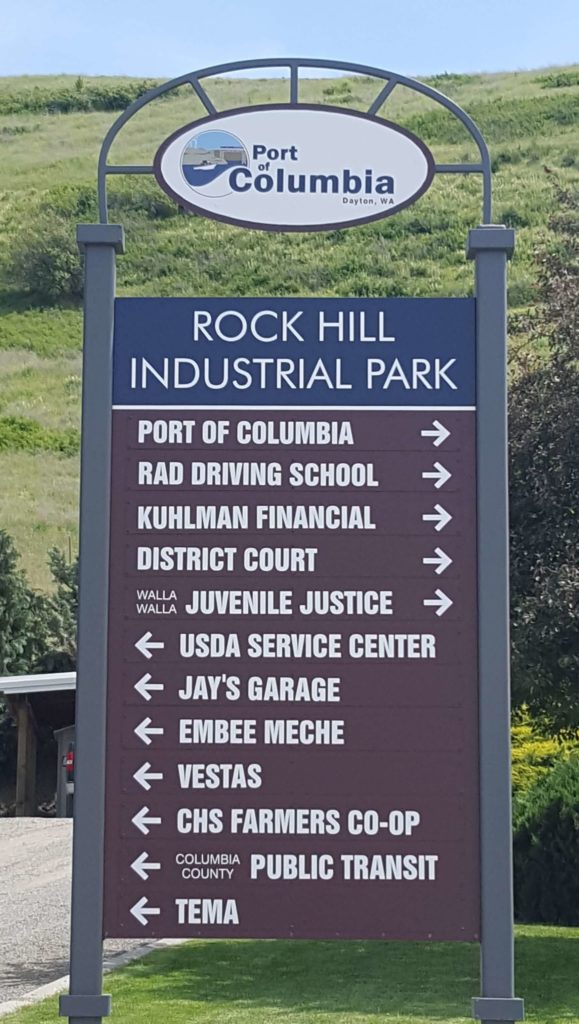 Port
of
Columbia
Dayton, WA
ROCK HILL
INDUSTRIAL PARK
PORT OF COLUMBIA →
RAD DRIVING SCHOOL →
KUHLMAN FINANCIAL →
DISTRICT COURT →
WALLA WALLA JUVENILE JUSTICE →
← USDA SERVICE CENTER
← JAY'S GARAGE
← EMBEE MECHE
← VESTAS
← CHS FARMERS CO-OP
← COLUMBIA COUNTY PUBLIC TRANSIT
← TEMA